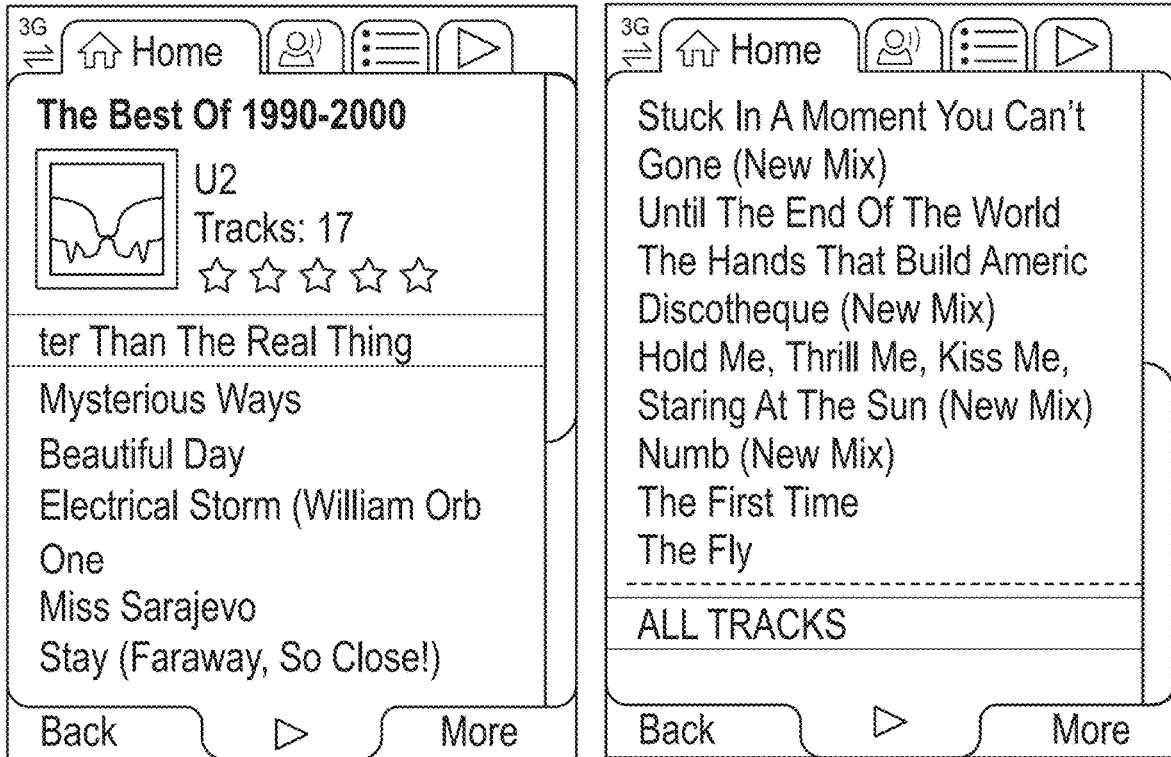 3G
Home
The Best Of 1990-2000
U2
Tracks: 17
ter Than The Real Thing
Mysterious Ways
Beautiful Day
Electrical Storm (William Orb
One
Miss Sarajevo
Stay (Faraway, So Close!)
Back
More
3G
Home
Stuck In A Moment You Can't
Gone (New Mix)
Until The End Of The World
The Hands That Build Americ
Discotheque (New Mix)
Hold Me, Thrill Me, Kiss Me,
Staring At The Sun (New Mix)
Numb (New Mix)
The First Time
The Fly
ALL TRACKS
Back
More